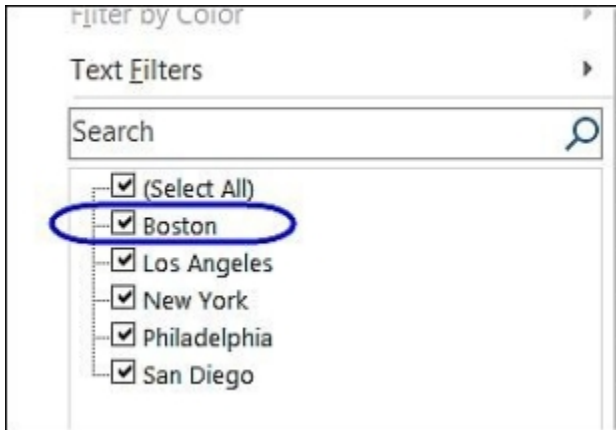 Filter by Color
Text Filters
Search
(Select All)
Boston
Los Angeles
New York
Philadelphia
San Diego